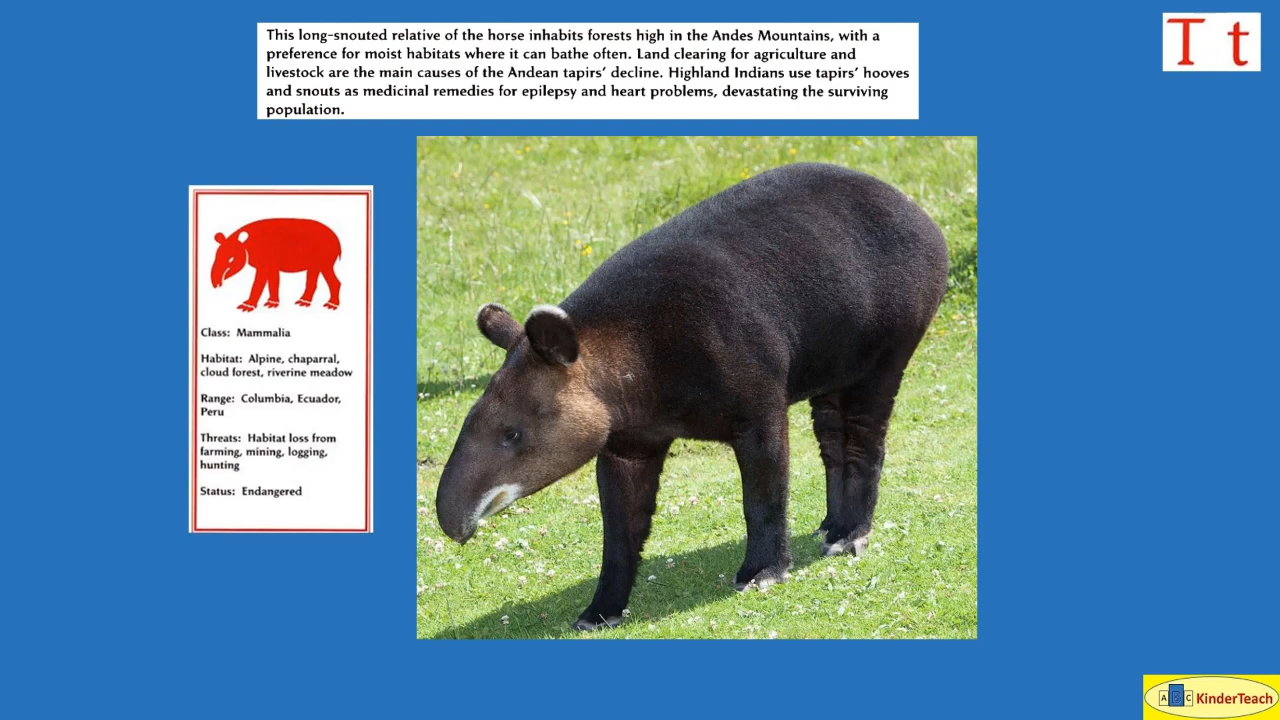 This long-snouted relative of the horse inhabits forests high in the Andes Mountains, with a
preference for moist habitats where it can bathe often. Land clearing for agriculture and
livestock are the main causes of the Andean tapirs' decline. Highland Indians use tapirs' hooves
and snouts as medicinal remedies for epilepsy and heart problems, devastating the surviving
population.
T t
Class: Mammalia
Habitat: Alpine, chaparral,
cloud forest, riverine meadow
Range: Columbia, Ecuador,
Peru
Threats: Habitat loss from
farming, mining, logging,
hunting
Status: Endangered
A B C KinderTeach